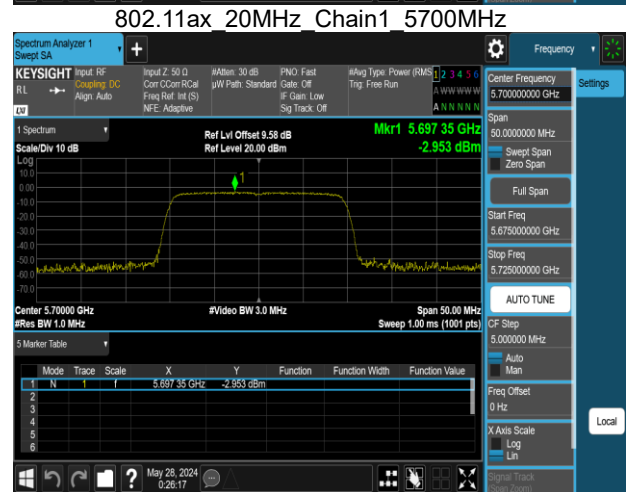 802.11ax_20MHz_Chain1_5700MHz
Spectrum Analyzer 1
Swept SA
Frequency
KEYSIGHT
Input: RF
Coupling: DC
Align: Auto
Input Z: 50 Ω
Corr CCorr RCal
Freq Ref: Int (S)
NFE: Adaptive
#Atten: 30 dB
µW Path: Standard
PNO: Fast
Gate: Off
IF Gain: Low
Sig Track: Off
#Avg Type: Power (RMS
Trig: Free Run
1 2 3 4 5 6
A W W W W W
A N N N N N
RL
LXI
1 Spectrum
Scale/Div 10 dB
Ref Lvl Offset 9.58 dB
Ref Level 20.00 dBm
Mkr1 5.697 35 GHz
-2.953 dBm
Log
10.0
0.00
-10.0
-20.0
-30.0
-40.0
-50.0
-60.0
-70.0
1
Center 5.70000 GHz
#Res BW 1.0 MHz
#Video BW 3.0 MHz
Span 50.00 MHz
Sweep 1.00 ms (1001 pts)
5 Marker Table
Mode Trace Scale X Y Function Function Width Function Value
1 N 1 f 5.697 35 GHz -2.953 dBm
2
3
4
5
6
May 28, 2024
0:26:17
Center Frequency
5.700000000 GHz
Settings
Span
50.0000000 MHz
Swept Span
Zero Span
Full Span
Start Freq
5.675000000 GHz
Stop Freq
5.725000000 GHz
AUTO TUNE
CF Step
5.000000 MHz
Auto
Man
Freq Offset
0 Hz
X Axis Scale
Log
Lin
Local
Signal Track
(Span Zoom)